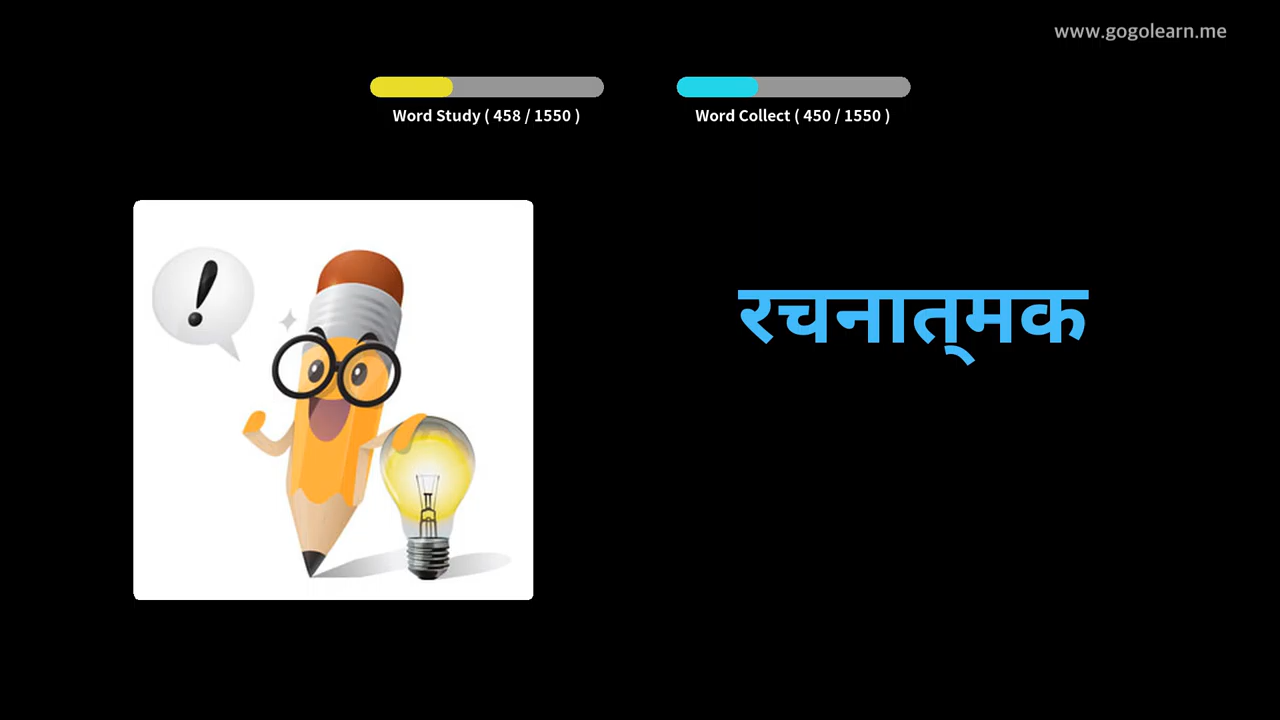 www.gogolearn.me
Word Study ( 458 / 1550 )
Word Collect ( 450 / 1550 )
!
रचनात्‌मक